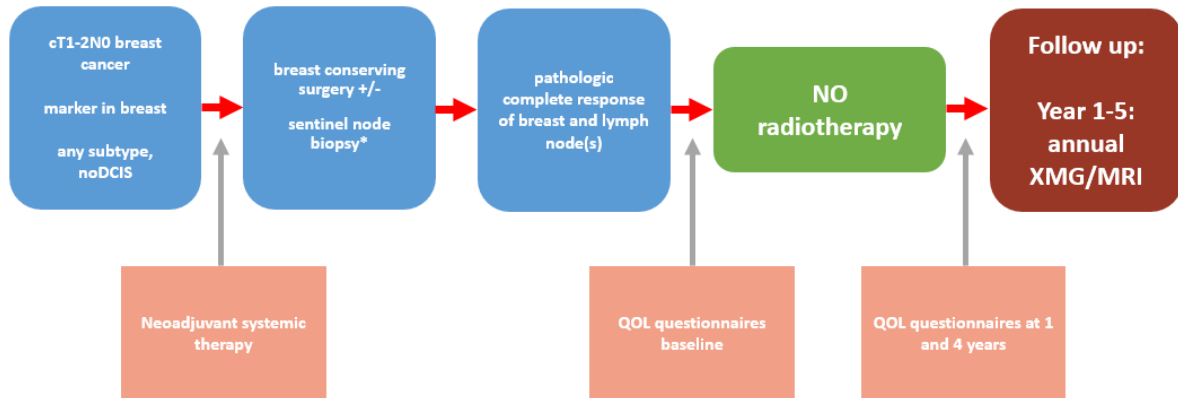 cT1-2N0 breast
cancer
marker in breast
any subtype,
noDCIS
breast conserving
surgery +/-
sentinel node
biopsy*
pathologic
complete response
of breast and lymph
node(s)
NO
radiotherapy
Follow up:
Year 1-5:
annual
XMG/MRI
Neoadjuvant systemic
therapy
QOL questionnaires
baseline
QOL questionnaires at 1
and 4 years